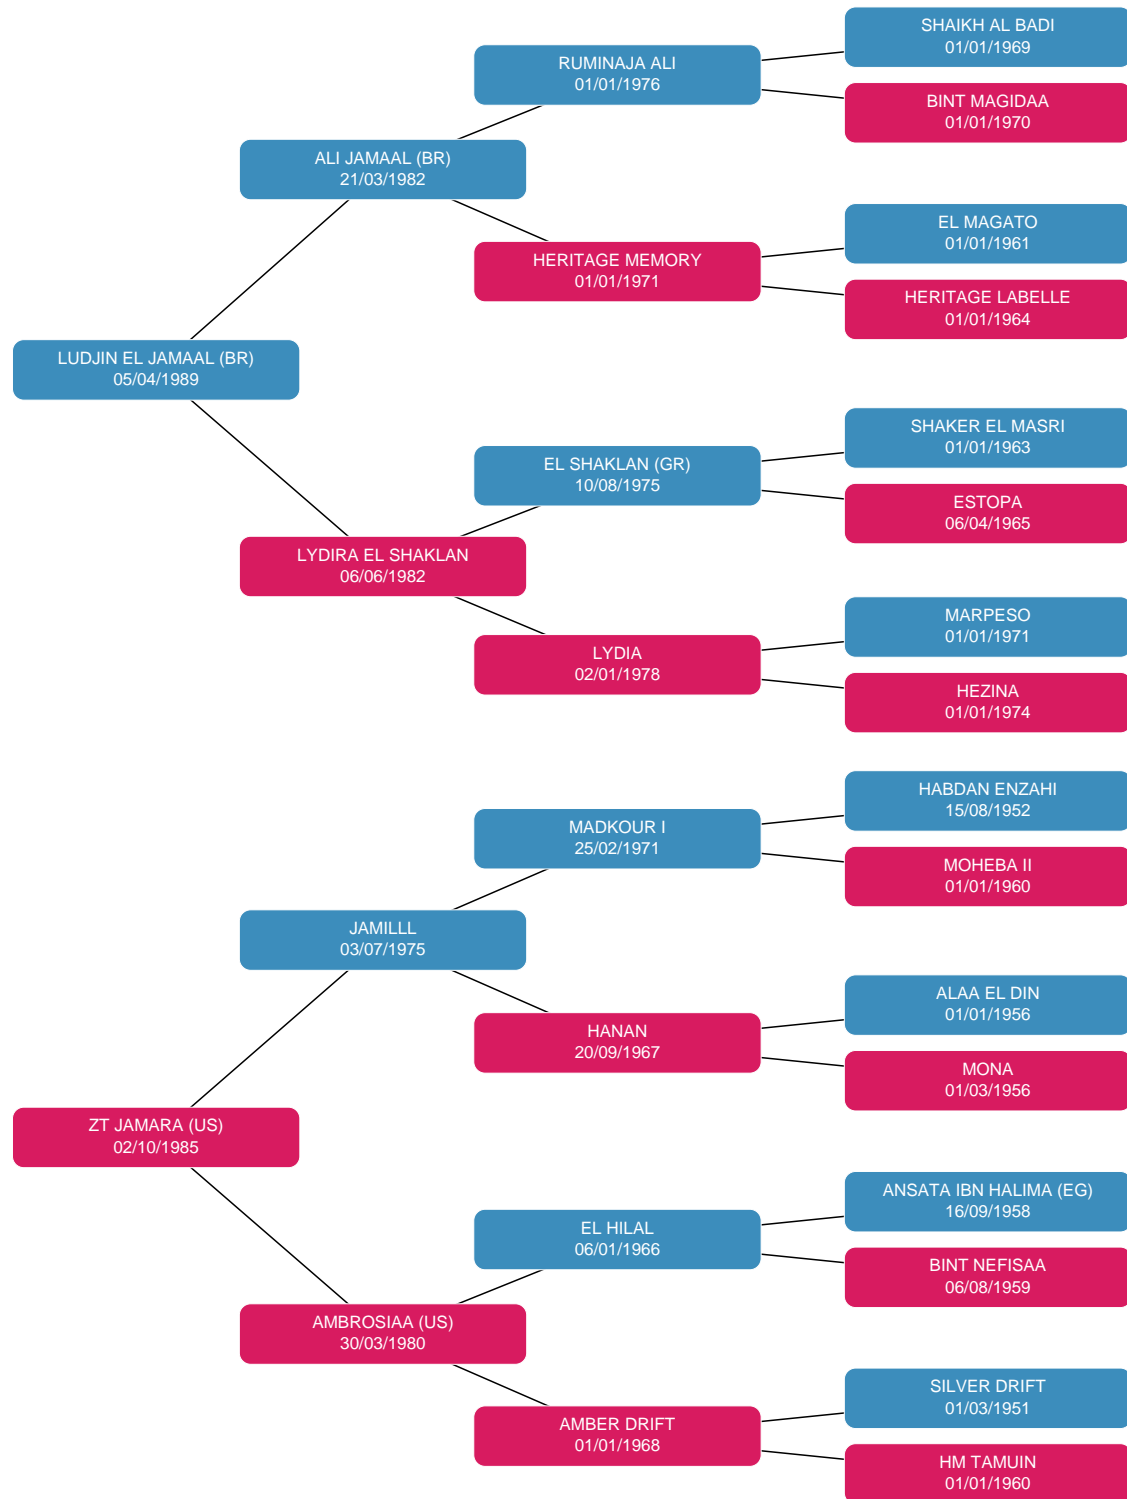 SHAIKH AL BADI
01/01/1969
RUMINAJA ALI
01/01/1976
BINT MAGIDAA
01/01/1970
ALI JAMAAL (BR)
21/03/1982
EL MAGATO
01/01/1961
HERITAGE MEMORY
01/01/1971
HERITAGE LABELLE
01/01/1964
LUDJIN EL JAMAAL (BR)
05/04/1989
SHAKER EL MASRI
01/01/1963
EL SHAKLAN (GR)
10/08/1975
ESTOPA
06/04/1965
LYDIRA EL SHAKLAN
06/06/1982
MARPESO
01/01/1971
LYDIA
02/01/1978
HEZINA
01/01/1974
HABDAN ENZAHI
15/08/1952
MADKOUR I
25/02/1971
MOHEBA II
01/01/1960
JAMILLL
03/07/1975
ALAA EL DIN
01/01/1956
HANAN
20/09/1967
MONA
01/03/1956
ZT JAMARA (US)
02/10/1985
ANSATA IBN HALIMA (EG)
16/09/1958
EL HILAL
06/01/1966
BINT NEFISAA
06/08/1959
AMBROSIAA (US)
30/03/1980
SILVER DRIFT
01/03/1951
AMBER DRIFT
01/01/1968
HM TAMUIN
01/01/1960